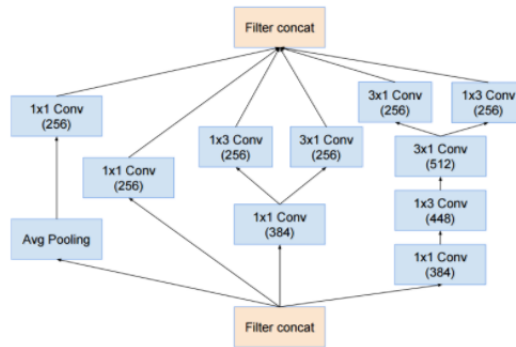 Filter concat
1x1 Conv
(256)
3x1 Conv
(256)
1x3 Conv
(256)
1x3 Conv
(256)
3x1 Conv
(256)
3x1 Conv
(512)
1x1 Conv
(256)
1x3 Conv
(448)
1x1 Conv
(384)
Avg Pooling
1x1 Conv
(384)
Filter concat